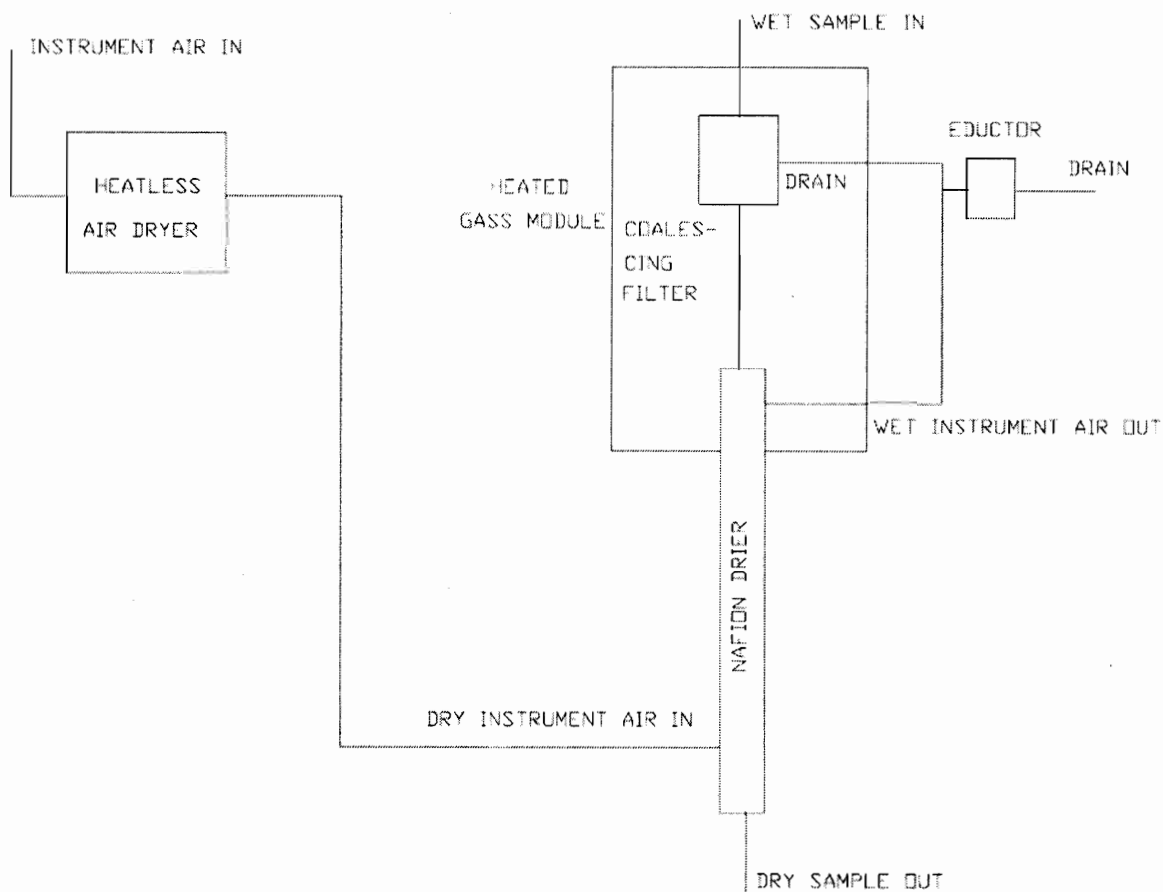 WET SAMPLE IN
INSTRUMENT AIR IN
EDUCTOR
DRAIN
HEATLESS
AIR DRYER
HEATED
GASS MODULE
DRAIN
COALES-
CING
FILTER
WET INSTRUMENT AIR OUT
NAFION DRIER
DRY INSTRUMENT AIR IN
DRY SAMPLE OUT